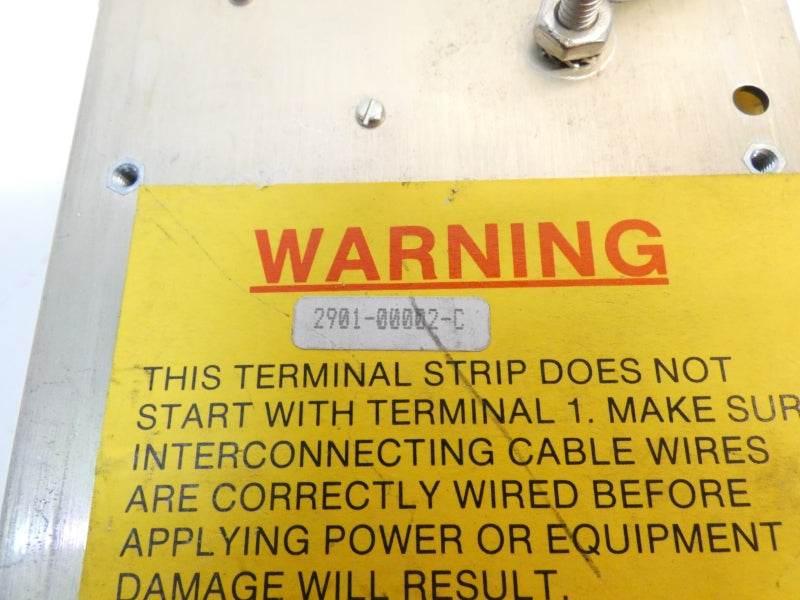 WARNING
2901-00002-C
THIS TERMINAL STRIP DOES NOT
START WITH TERMINAL 1. MAKE SUR
INTERCONNECTING CABLE WIRES
ARE CORRECTLY WIRED BEFORE
APPLYING POWER OR EQUIPMENT
DAMAGE WILL RESULT.